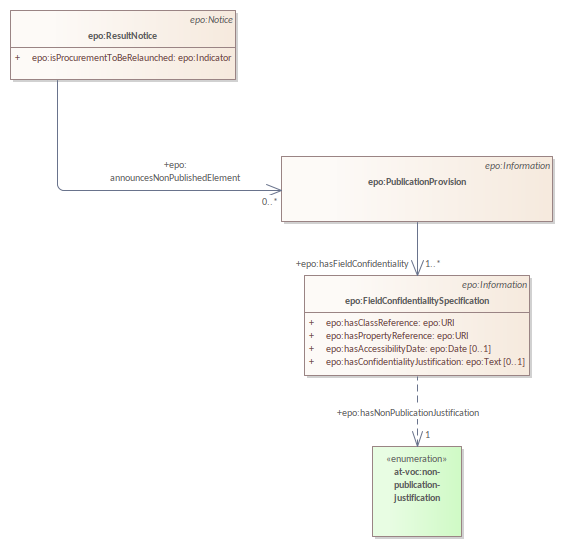 epo:Notice
epo:ResultNotice
+ epo:isProcurementToBeRelaunched: epo:Indicator
+epo:
announcesNonPublishedElement
0..*
epo:Information
epo:PublicationProvision
+epo:hasFieldConfidentiality
1..*
epo:Information
epo:FieldConfidentialitySpecification
+ epo:hasClassReference: epo:URI
+ epo:hasPropertyReference: epo:URI
+ epo:hasAccessibilityDate: epo:Date [0..1]
+ epo:hasConfidentialityJustification: epo:Text [0..1]
+epo:hasNonPublicationJustification
1
«enumeration»
at-voc:non-
publication-
justification